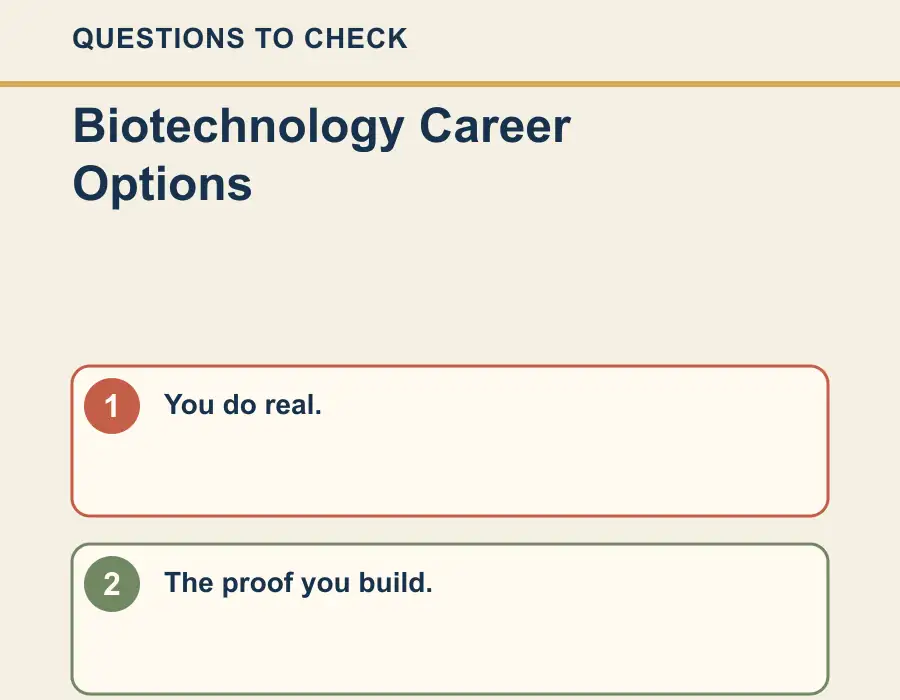 QUESTIONS TO CHECK
Biotechnology Career
Options
1
You do real.
2
The proof you build.